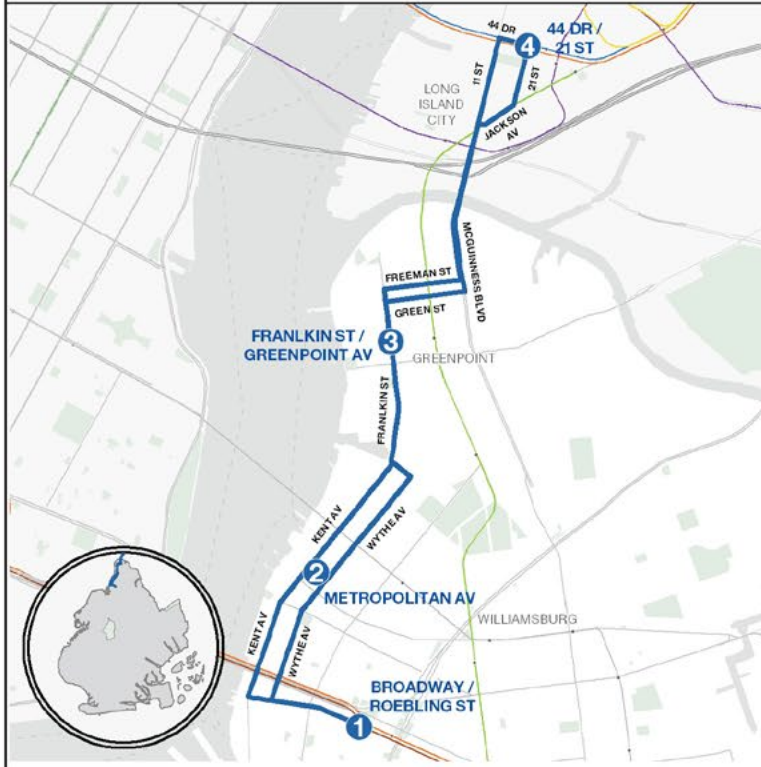 44 DR
4
44 DR /
21 ST
11 ST
21 ST
LONG
ISLAND
CITY
JACKSON
AV
MCGUINNESS BLVD
FREEMAN ST
GREEN ST
FRANLKIN ST /
GREENPOINT AV
3
GREENPOINT
FRANLKIN ST
KENT AV
WYTHE AV
2
METROPOLITAN AV
WILLIAMSBURG
KENT AV
WYTHE AV
BROADWAY /
ROEBLING ST
1